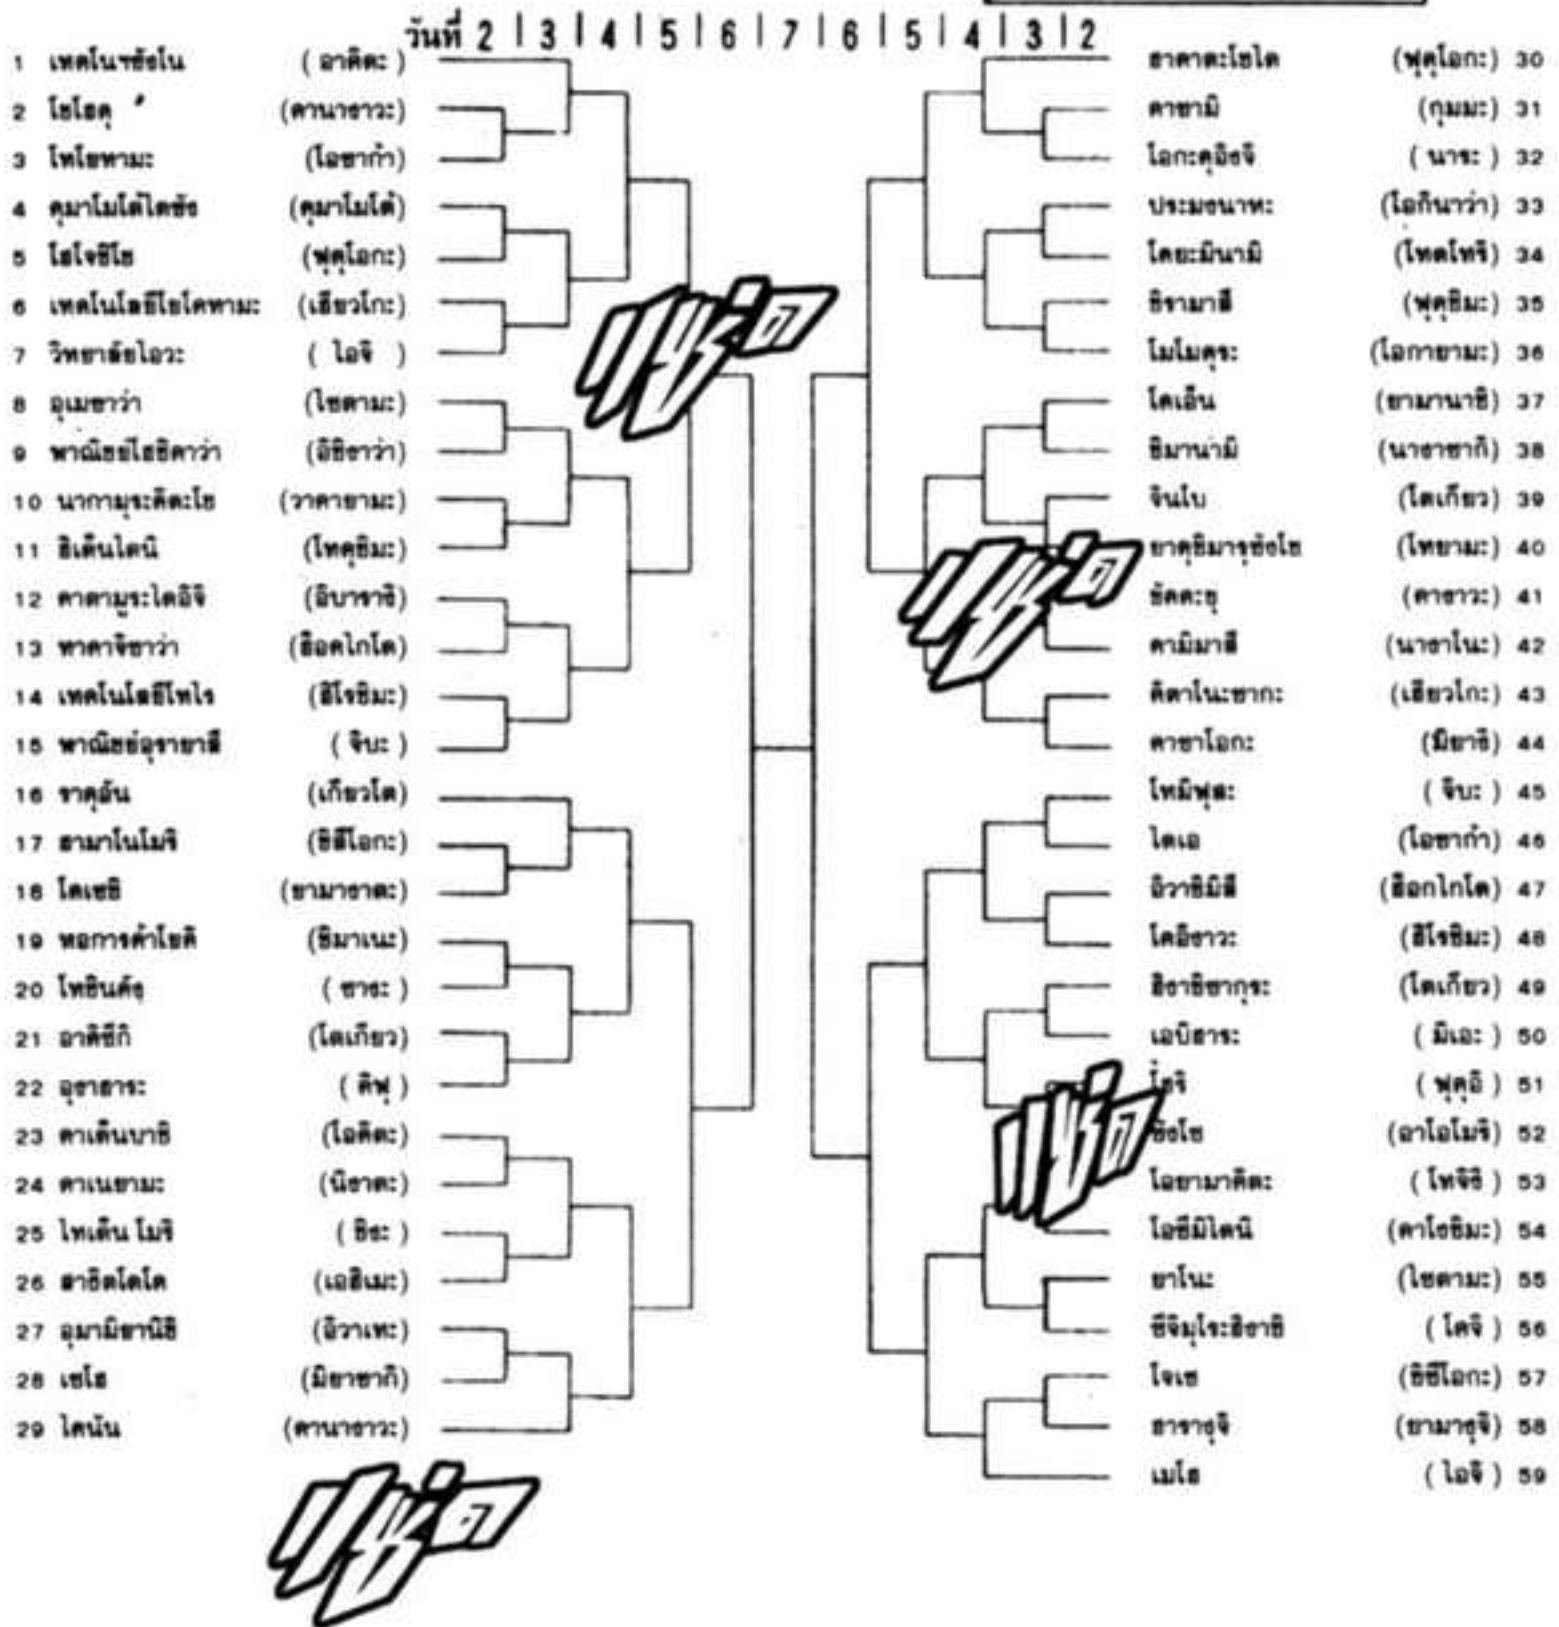 วันที่ 2 | 3 | 4 | 5 | 6 | 7 | 6 | 5 | 4 | 3 | 2
1 เทคโนฯซังโน (อาคิตะ)
2 โชโฮคุ (คานางาวะ)
3 โทโยทามะ (โอซาก้า)
4 คุมาโมโต้ไดซัง (คุมาโมโต้)
5 โฮโจชิโฮ (ฟุคุโอกะ)
6 เทคโนโลยีโยโคทามะ (เฮียวโกะ)
7 วิทยาลัยโอวะ (ไอจิ)
8 อุเมซาว่า (ไซตามะ)
9 พาณิชย์โฮชิคาว่า (อิชิงาว่า)
10 นากามุระคิตะโซ (วาคายามะ)
11 ฮิเด็นไดนิ (โทคุชิมะ)
12 คาตามุระไดอิจิ (อิบาราชิ)
13 ทาคาจิซาว่า (ฮ็อคไกโด)
14 เทคโนโลยีโทไร (ฮิโรชิมะ)
15 พาณิชย์อุรายาสึ (จิบะ)
16 ราคุอัน (เกียวโต)
17 ฮามาโนโมริ (ชิสึโอกะ)
18 โดเซชิ (ยามางาตะ)
19 หอการค้าโยคิ (ชิมาเนะ)
20 โทชินค์ (ซางะ)
21 อาคิซึกิ (โตเกียว)
22 อุงาฮาระ (คิฟุ)
23 คาเด็นบาชิ (โอคิตะ)
24 คาเนยามะ (นิงาตะ)
25 ไทเด็น โมริ (ชิงะ)
26 สาธิตโดโด (เอฮิเมะ)
27 อุมามิยานิชิ (อิวาเทะ)
28 เซโฮ (มิยาซากิ)
29 ไคนัน (คานางาวะ)
ฮาคาตะโชโต (ฟุคุโอกะ) 30
คาซามิ (กุมมะ) 31
โอกะคุอิงจิ (นาระ) 32
ประมงนาหะ (โอกินาว่า) 33
โคยะมินามิ (โทตโทริ) 34
ชิรามาสึ (ฟุคุชิมะ) 35
โมโมคุระ (โอกายามะ) 36
โคเอ็น (ยามานาชิ) 37
ชิมานามิ (นางาซากิ) 38
จินโบ (โตเกียว) 39
ยาคุชิมารุซังโช (โทยามะ) 40
ขัคตะซุ (คางาวะ) 41
คามิมาสึ (นางาโนะ) 42
คิตาโนะซากะ (เฮียวโกะ) 43
คาซาโอกะ (มิยางิ) 44
โทมิฟุสะ (จิบะ) 45
ไดเอ (โอซาก้า) 46
อิวาชิมิสึ (ฮ็อกไกโด) 47
โคอิงาวะ (ฮิโรชิมะ) 48
ฮิงาชิซากุระ (โตเกียว) 49
เอบิฮาระ (มิเอะ) 50
(ฟุคุอิ) 51
ซังโซ (อาโอโมริ) 52
โอยามาคิตะ (โทจิงิ) 53
โอซึมิไดนิ (คาโงชิมะ) 54
ยาโนะ (ไซตามะ) 55
ชีจิมุโระฮิงาชิ (โคจิ) 56
โจเซ (ชิซึโอกะ) 57
ฮาราฮุจิ (ยามางุจิ) 58
เมโฮ (ไอจิ) 59